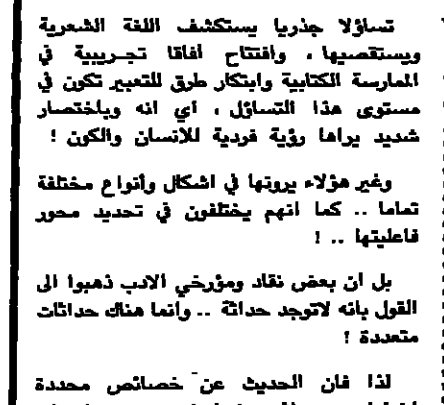 تساؤلا جذريا يستكشف اللغة الشعرية
ويستقصيها ، وافتتاح افاقا تجـريبية في
الممارسة الكتابية وابتكار طرق للتعبير تكون في
مستوى هذا التساؤل ، اي انه وباختصار
شديد يراها رؤية فردية للانسان والكون !
وغير هؤلاء يرونها في اشكال وأنواع مختلفة
تماما .. كما انهم يختلفون في تحديد محور
فاعليتها .. !
بل ان بعض نقاد ومؤرخي الادب ذهبوا الى
القول بانه لاتوجد حداثة .. وانما هناك حداثات
متعددة !
لذا فان الحديث عن خصائص محددة